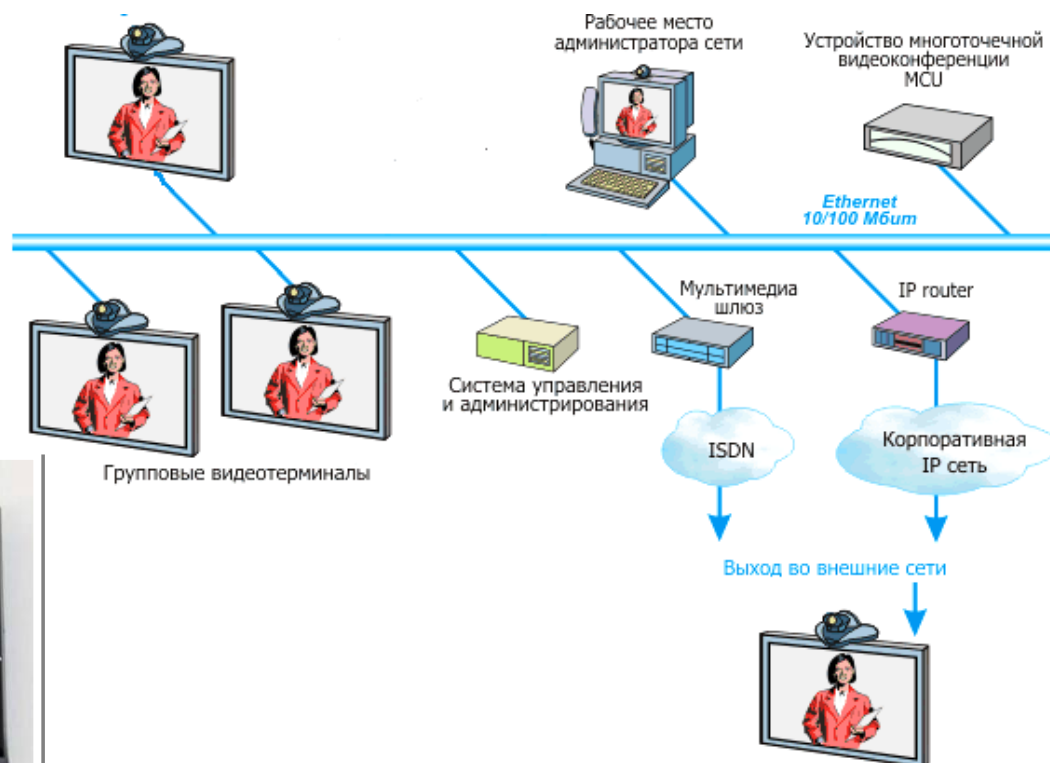 Рабочее место
администратора сети
Устройство многоточечной
видеоконференции
MCU
Ethernet
10/100 Мбит
Мультимедиа
шлюз
IP router
Система управления
и администрирования
ISDN
Корпоративная
IP сеть
Групповые видеотерминалы
Выход во внешние сети